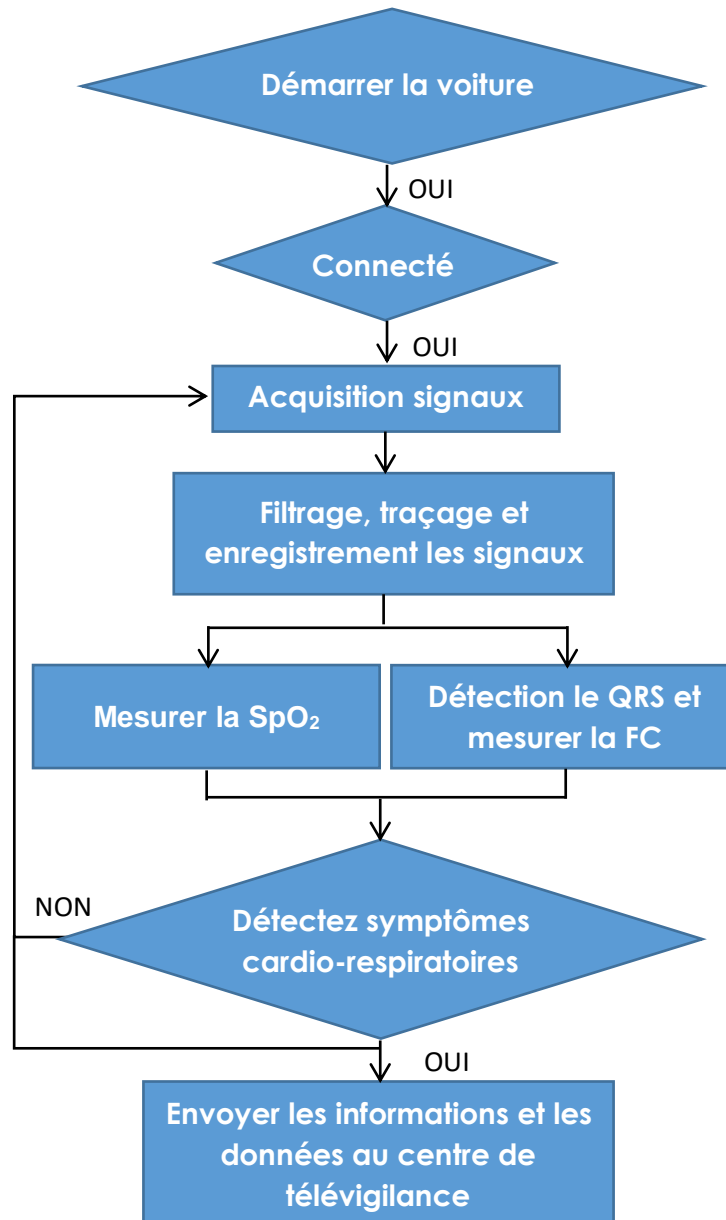 Démarrer la voiture
OUI
Connecté
OUI
Acquisition signaux
Filtrage, traçage et
enregistrement les signaux
Mesurer la SpO₂
Détection le QRS et
mesurer la FC
NON
Détectez symptômes
cardio-respiratoires
OUI
Envoyer les informations et les
données au centre de
télévigilance